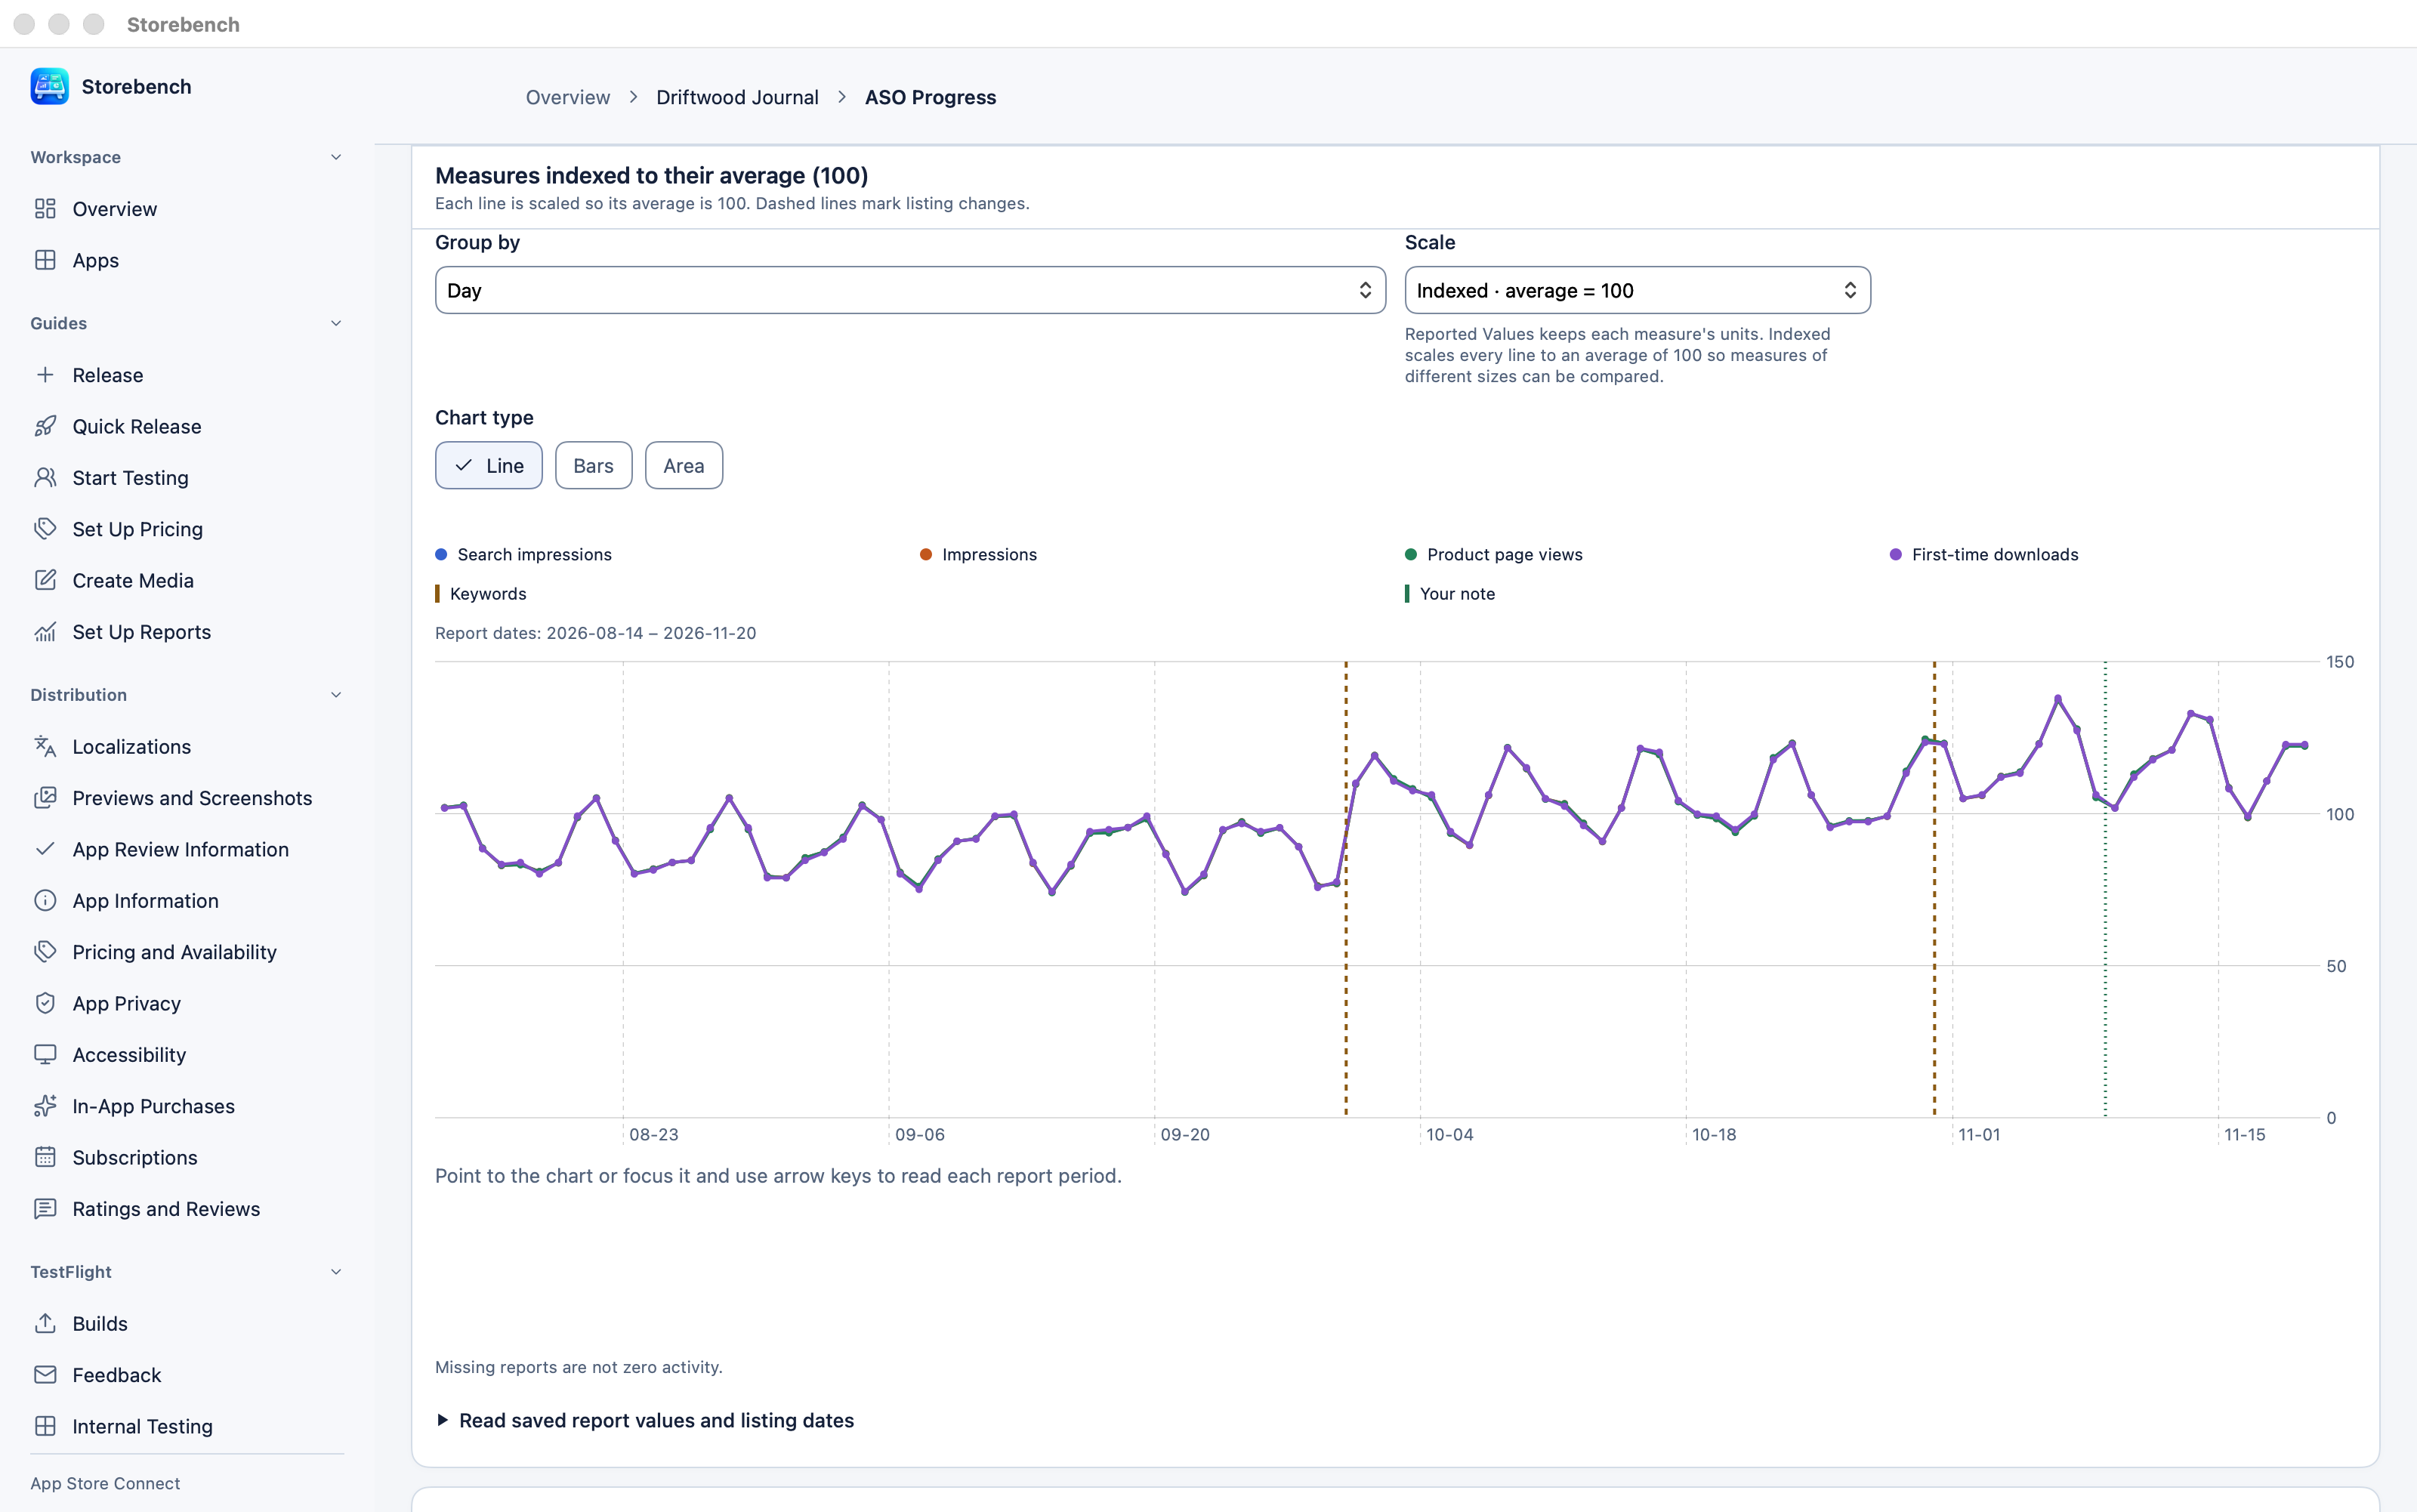 Storebench
Storebench
Overview > Driftwood Journal > ASO Progress
Workspace
Overview
Apps
Guides
Release
Quick Release
Start Testing
Set Up Pricing
Create Media
Set Up Reports
Distribution
Localizations
Previews and Screenshots
App Review Information
App Information
Pricing and Availability
App Privacy
Accessibility
In-App Purchases
Subscriptions
Ratings and Reviews
TestFlight
Builds
Feedback
Internal Testing
App Store Connect
Measures indexed to their average (100)
Each line is scaled so its average is 100. Dashed lines mark listing changes.
Group by
Day
Scale
Indexed · average = 100
Reported Values keeps each measure's units. Indexed
scales every line to an average of 100 so measures of
different sizes can be compared.
Chart type
Line
Bars
Area
Search impressions
Impressions
Product page views
First-time downloads
Keywords
Your note
Report dates: 2026-08-14 – 2026-11-20
150
100
50
0
08-23
09-06
09-20
10-04
10-18
11-01
11-15
Point to the chart or focus it and use arrow keys to read each report period.
Missing reports are not zero activity.
Read saved report values and listing dates